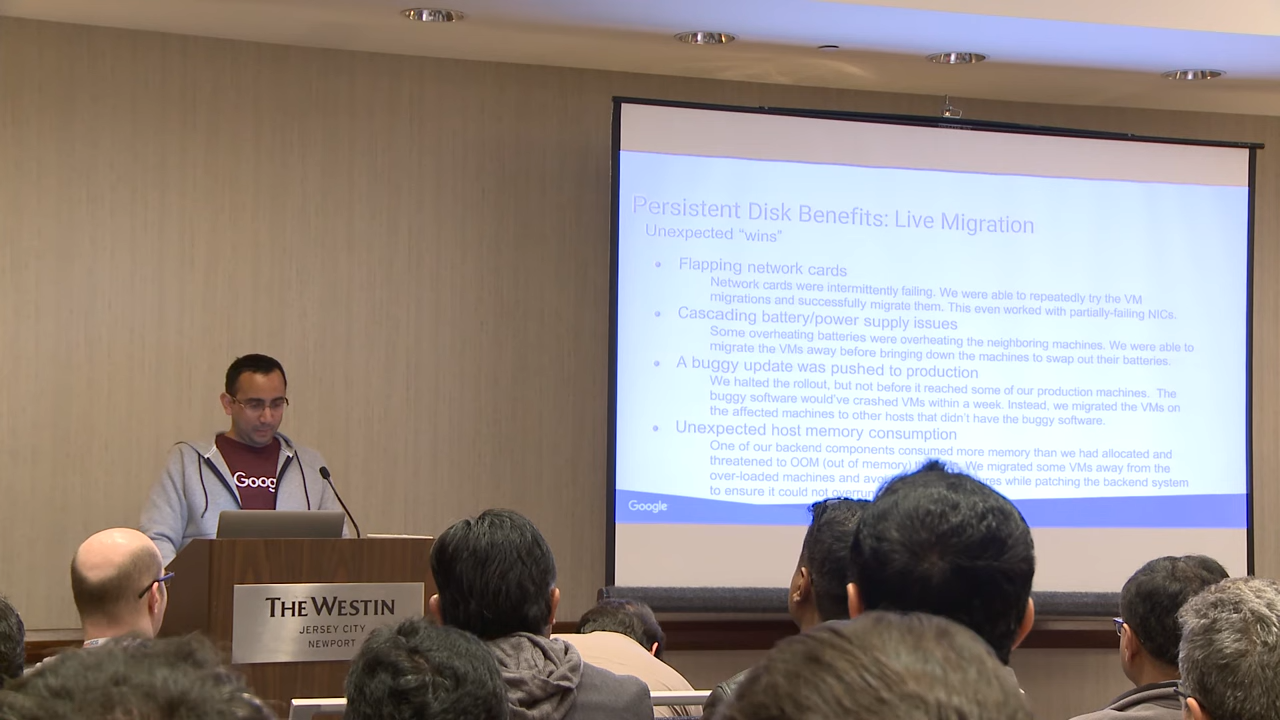 Persistent Disk Benefits: Live Migration
Unexpected "wins"
Flapping network cards
Network cards were intermittently failing. We were able to repeatedly try the VM
migrations and successfully migrate them. This even worked with partially-failing NICs.
Cascading battery/power supply issues
Some overheating batteries were overheating the neighboring machines. We were able to
migrate the VMs away before bringing down the machines to swap out their batteries.
A buggy update was pushed to production
We halted the rollout, but not before it reached some of our production machines. The
buggy software would've crashed VMs within a week. Instead, we migrated the VMs on
the affected machines to other hosts that didn't have the buggy software.
Unexpected host memory consumption
One of our backend components consumed more memory than we had allocated and
threatened to OOM (out of memory) We migrated some VMs away from the
over-loaded machines and while patching the backend system
to ensure it could not overrun
Google
Goog
THE WESTIN
JERSEY CITY
NEWPORT